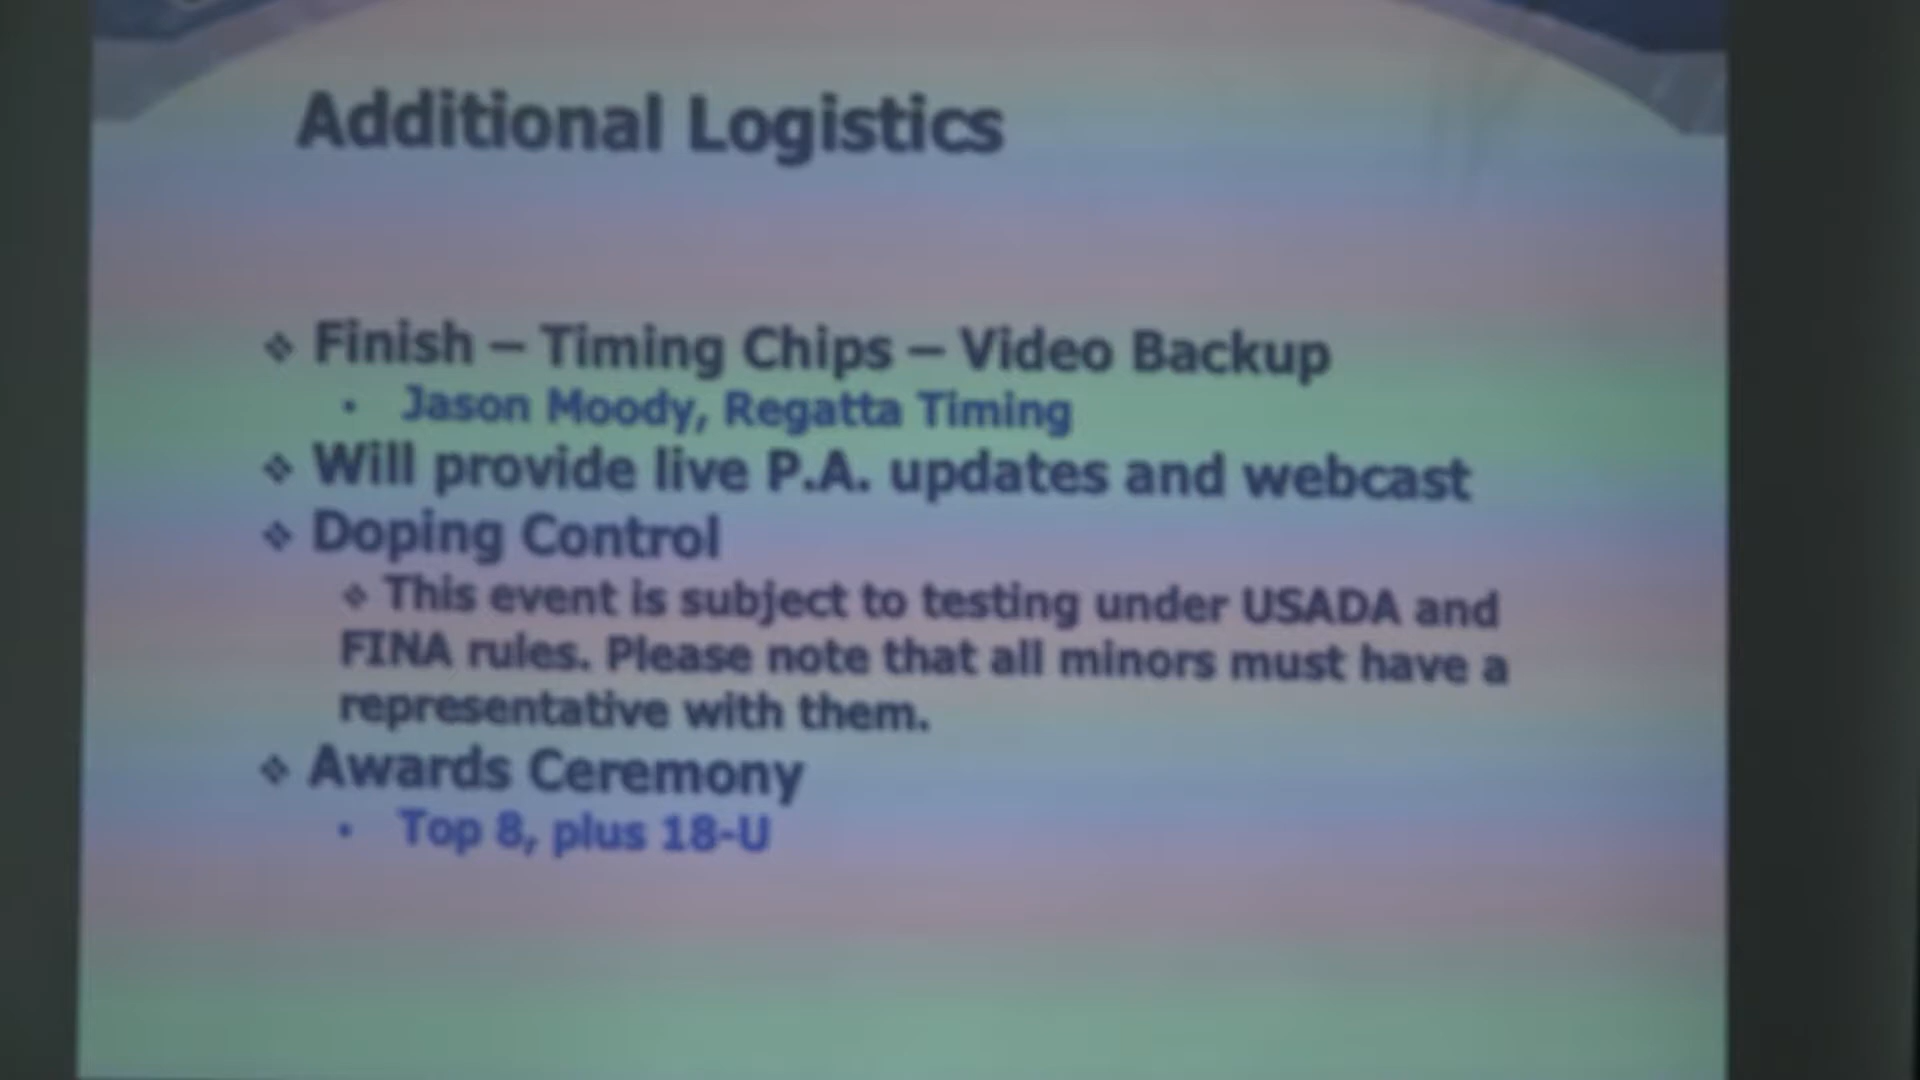 Additional Logistics
❖ Finish – Timing Chips – Video Backup
• Jason Moody, Regatta Timing
❖ Will provide live P.A. updates and webcast
❖ Doping Control
❖ This event is subject to testing under USADA and
FINA rules. Please note that all minors must have a
representative with them.
❖ Awards Ceremony
• Top 8, plus 18-U